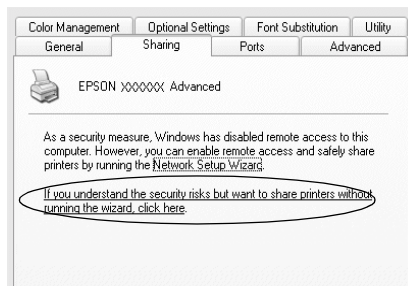 Color Management Optional Settings Font Substitution Utility
General Sharing Ports Advanced
EPSON XXXXXX Advanced
As a security measure, Windows has disabled remote access to this
computer. However, you can enable remote access and safely share
printers by running the Network Setup Wizard.
If you understand the security risks but want to share printers without
running the wizard, click here.